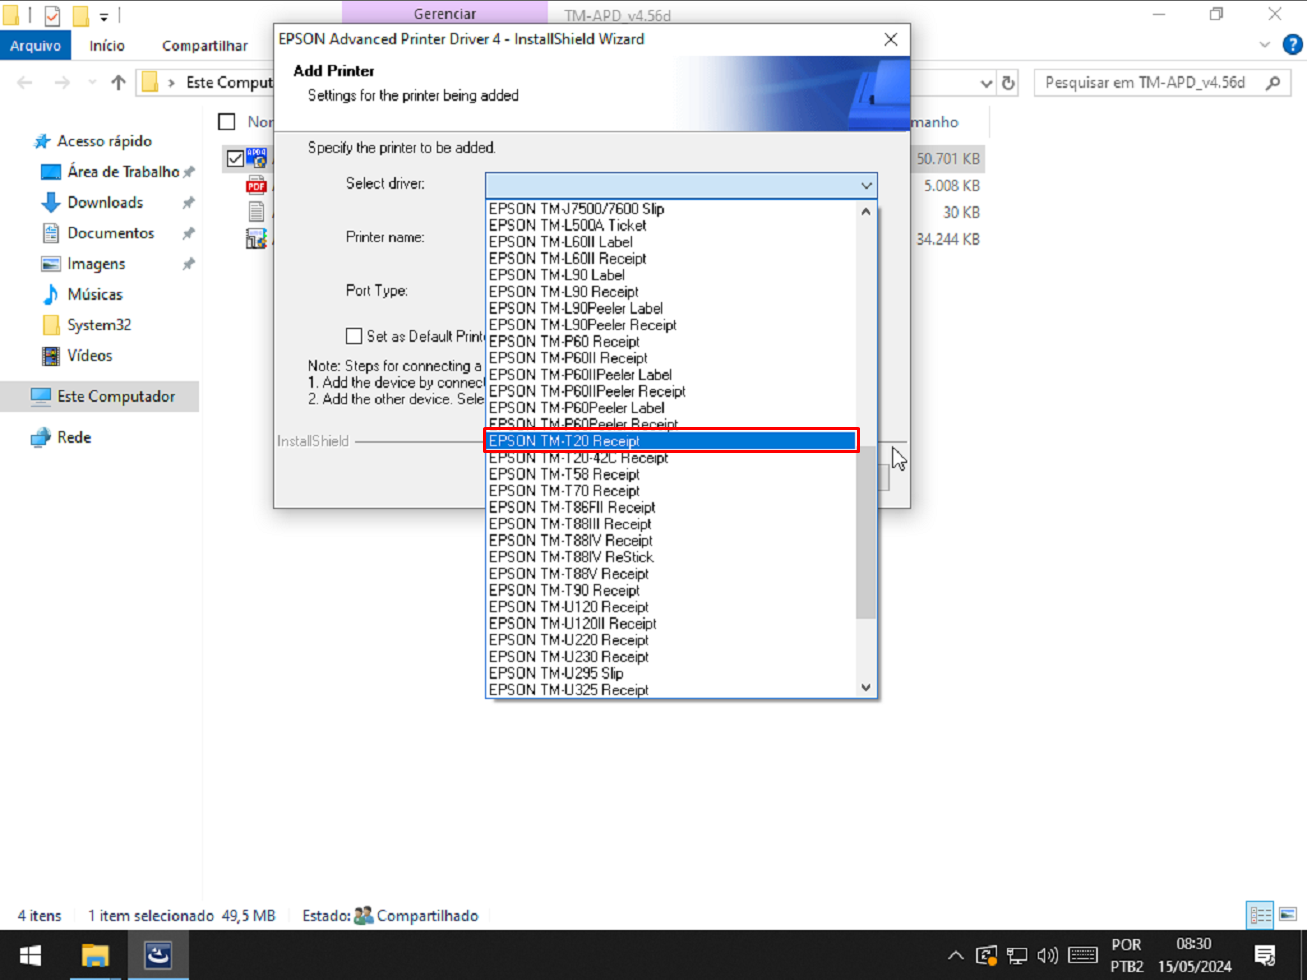 Gerenciar
TM-APD_v4.56d
Arquivo
Início
Compartilhar
EPSON Advanced Printer Driver 4 - InstallShield Wizard
Add Printer
Settings for the printer being added
Este Comput
Pesquisar em TM-APD_v4.56d
Nor
manho
Acesso rápido
Área de Trabalho
Downloads
Documentos
Imagens
Músicas
System32
Vídeos
Este Computador
Rede
PDF
50.701 KB
5.008 KB
30 KB
34.244 KB
Specify the printer to be added.
Select driver:
Printer name:
Port Type:
Set as Default Printe
Note: Steps for connecting a
1. Add the device by connect
2. Add the other device. Sele
InstallShield
EPSON TM-J7500/7600 Slip
EPSON TM-L500A Ticket
EPSON TM-L60II Label
EPSON TM-L60II Receipt
EPSON TM-L90 Label
EPSON TM-L90 Receipt
EPSON TM-L90Peeler Label
EPSON TM-L90Peeler Receipt
EPSON TM-P60 Receipt
EPSON TM-P60II Receipt
EPSON TM-P60IIPeeler Label
EPSON TM-P60IIPeeler Receipt
EPSON TM-P60Peeler Label
EPSON TM-P60Peeler Receipt
EPSON TM-T20 Receipt
EPSON TM-T20-42C Receipt
EPSON TM-T58 Receipt
EPSON TM-T70 Receipt
EPSON TM-T86FII Receipt
EPSON TM-T88III Receipt
EPSON TM-T88IV Receipt
EPSON TM-T88IV ReStick
EPSON TM-T88V Receipt
EPSON TM-T90 Receipt
EPSON TM-U120 Receipt
EPSON TM-U120II Receipt
EPSON TM-U220 Receipt
EPSON TM-U230 Receipt
EPSON TM-U295 Slip
EPSON TM-U325 Receipt
4 itens
1 item selecionado 49,5 MB
Estado: Compartilhado
POR
PTB2
08:30
15/05/2024